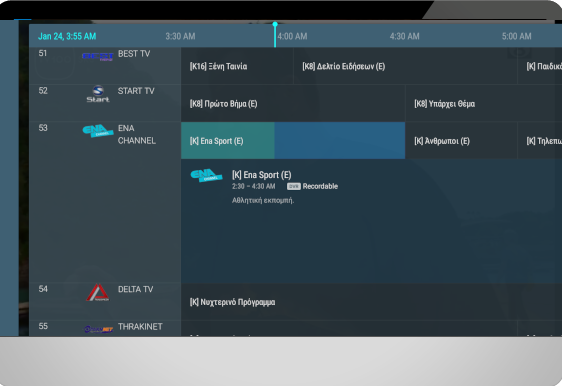 Jan 24, 3:55 AM 3:30 AM 4:00 AM 4:30 AM 5:00 AM
51 BEST TV
[K16] Ξένη Ταινία [K8] Δελτίο Ειδήσεων (E) [K] Παιδικό
52 Start START TV
[K8] Πρώτο Βήμα (E) [K8] Υπάρχει Θέμα
53 ENA ENA
CHANNEL
[K] Ena Sport (E) [K] Άνθρωποι (E) [K] Τηλεπω
ENA [K] Ena Sport (E)
2:30 – 4:30 AM DVR Recordable
Αθλητική εκπομπή.
54 DELTA TV
[K] Νυχτερινό Πρόγραμμα
55 THRAKINET